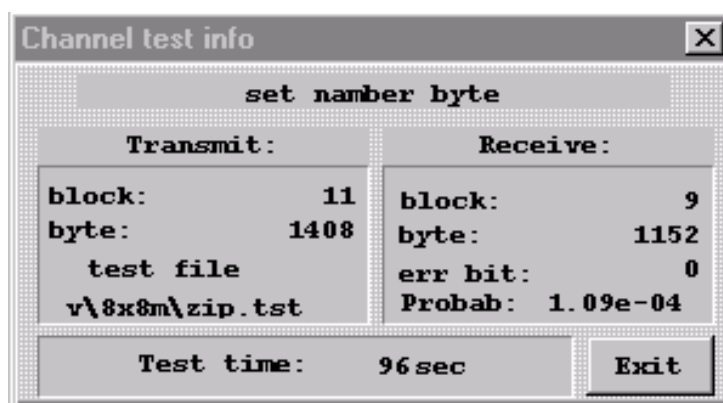 Channel test info
set namber byte
Transmit:
block: 11
byte: 1408
test file
v\8x8m\zip.tst
Receive:
block: 9
byte: 1152
err bit: 0
Probab: 1.09e-04
Test time: 96sec
Exit